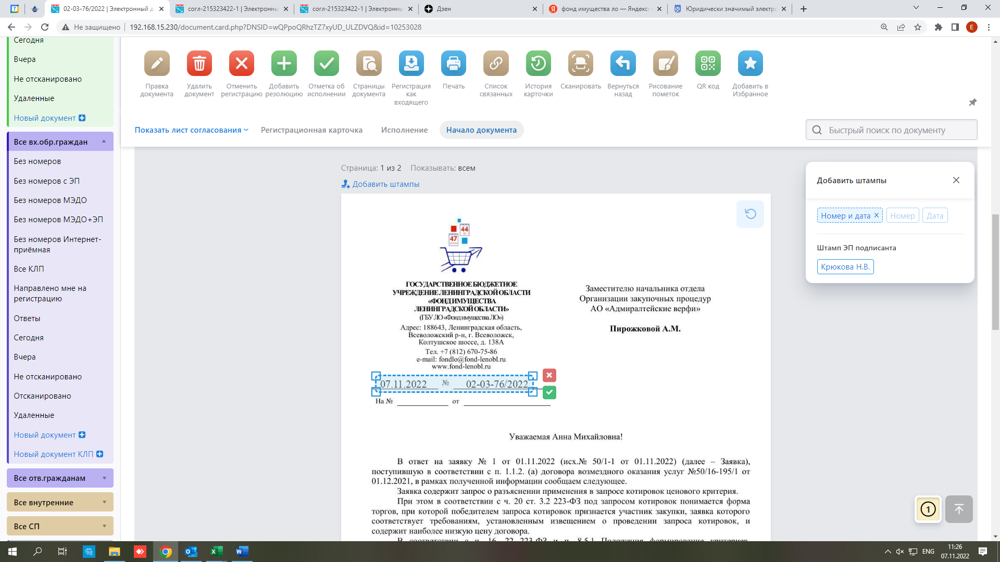 02-03-76/2022 | Электронный д
согл-215323422-1 | Электронны
согл-215323422-1 | Электронны
Дзен
фонд имущества ло — Яндекс:
Юридически значимый электро
Не защищено
192.168.15.230/document.card.php?DNSID=wQPpoQRhzTZ7xyUD_ULZDVQ&id=10253028
E
Сегодня
Вчера
Не отсканировано
Удаленные
Новый документ
Все вх.обр.граждан
Без номеров
Без номеров с ЭП
Без номеров МЭДО
Без номеров МЭДО+ЭП
Без номеров Интернет-
приёмная
Все КЛП
Направлено мне на
регистрацию
Ответы
Сегодня
Вчера
Не отсканировано
Отсканировано
Удаленные
Новый документ
Новый документ КЛП
Все отв.гражданам
Все внутренние
Все СП
Правка
документа
Удалить
документ
Отменить
регистрацию
Добавить
резолюцию
Отметка об
исполнении
Страницы
документа
Регистрация
как
входящего
Печать
Список
связанных
История
карточки
Сканировать
Вернуться
назад
Рисование
пометок
QR код
Добавить в
Избранное
Показать лист согласования
Регистрационная карточка
Исполнение
Начало документа
Быстрый поиск по документу
Страница: 1 из 2 Показывать: всем
Добавить штампы
44
47
ГОСУДАРСТВЕННОЕ БЮДЖЕТНОЕ
УЧРЕЖДЕНИЕ ЛЕНИНГРАДСКОЙ ОБЛАСТИ
«ФОНД ИМУЩЕСТВА
ЛЕНИНГРАДСКОЙ ОБЛАСТИ»
(ГБУ ЛО «Фонд имущества ЛО»)
Адрес: 188643, Ленинградская область,
Всеволожский р-н, г. Всеволожск,
Колтушское шоссе, д. 138А
Тел. +7 (812) 670-75-86
e-mail: fondlo@fond-lenobl.ru
www.fond-lenobl.ru
07.11.2022 № 02-03-76/2022
На № от
Заместителю начальника отдела
Организации закупочных процедур
АО «Адмиралтейские верфи»
Пирожковой А.М.
Уважаемая Анна Михайловна!
В ответ на заявку № 1 от 01.11.2022 (исх.№ 50/1-1 от 01.11.2022) (далее – Заявка),
поступившую в соответствии с п. 1.1.2. (а) договора возмездного оказания услуг №50/16-195/1 от
01.12.2021, в рамках полученной информации сообщаем следующее.
Заявка содержит запрос о разъяснении применения в запросе котировок ценового критерия.
При этом в соответствии с ч. 20 ст. 3.2 223-ФЗ под запросом котировок понимается форма
торгов, при которой победителем запроса котировок признается участник закупки, заявка которого
соответствует требованиям, установленным извещением о проведении запроса котировок, и
содержит наиболее низкую цену договора.
В соответствии с ч. 16, 22 223-ФЗ и п. 8.5.1 Положения формирование критериев,
Добавить штампы
Номер и дата
Номер
Дата
Штамп ЭП подписанта
Крюкова Н.В.
1
ENG
11:26
07.11.2022